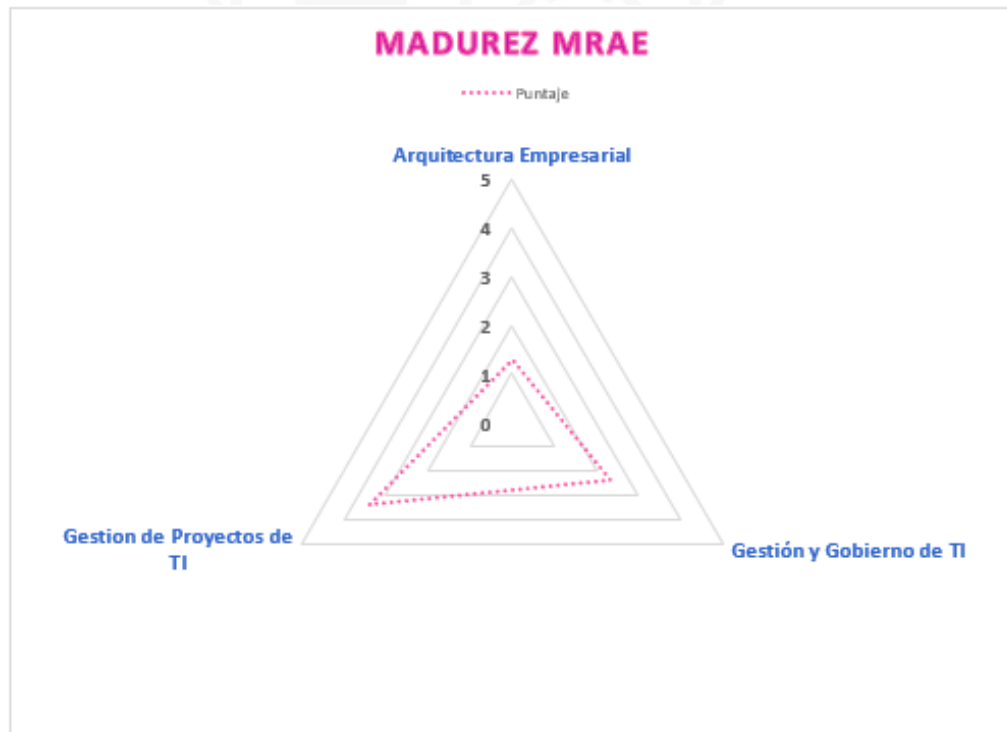 MADUREZ MRAE
Puntaje
Arquitectura Empresarial
5
4
3
2
1
0
Gestion de Proyectos de
TI
Gestión y Gobierno de TI